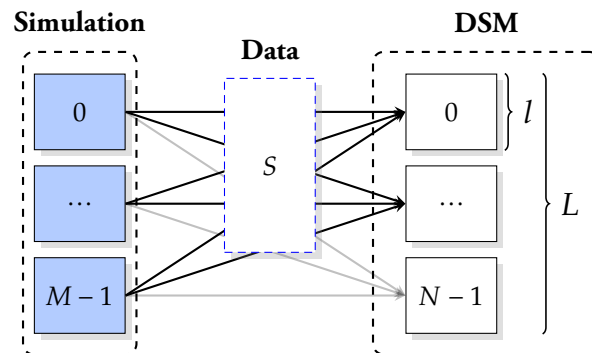 Simulation
Data
DSM
0
...
M − 1
S
0
...
N − 1
l
L